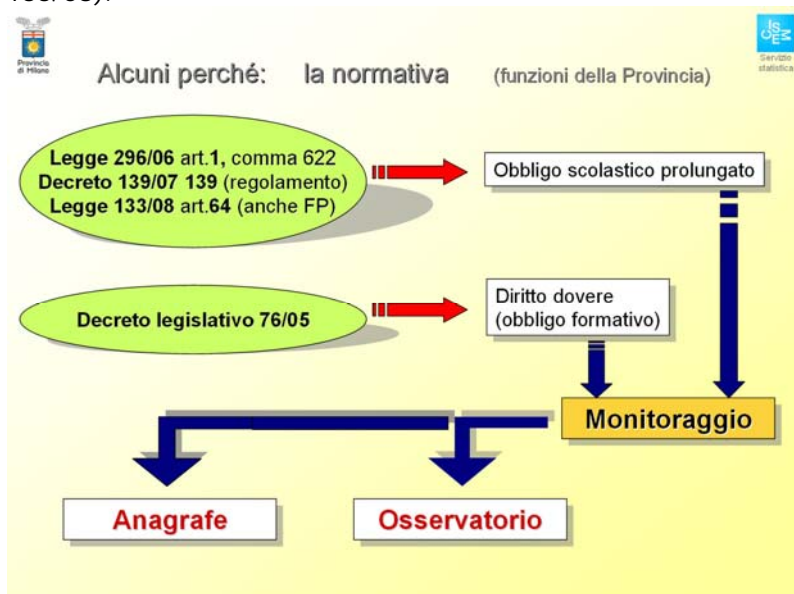 Provincia
di Milano
CISEM
Servizio
statistica
Alcuni perché: la normativa (funzioni della Provincia)
Legge 296/06 art.1, comma 622
Decreto 139/07 139 (regolamento)
Legge 133/08 art.64 (anche FP)
Obbligo scolastico prolungato
Decreto legislativo 76/05
Diritto dovere
(obbligo formativo)
Monitoraggio
Anagrafe
Osservatorio